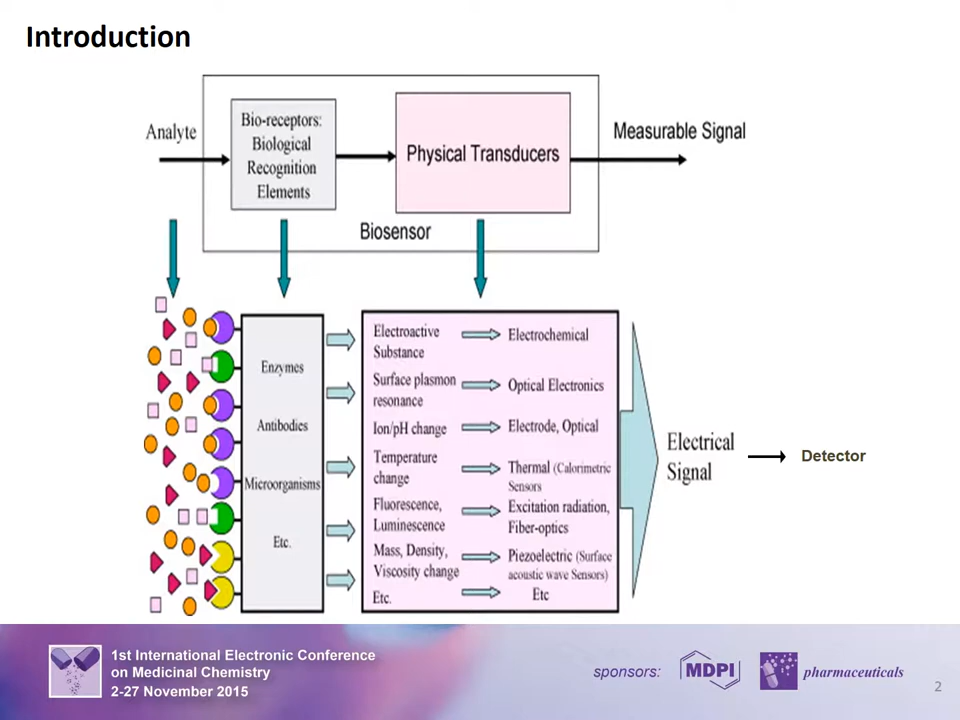 Introduction
Analyte
Bio-receptors:
Biological
Recognition
Elements
Physical Transducers
Measurable Signal
Biosensor
Enzymes
Antibodies
Microorganisms
Etc.
Electroactive
Substance
Electrochemical
Surface plasmon
resonance
Optical Electronics
Ion/pH change
Electrode, Optical
Temperature
change
Thermal (Calorimetric
Sensors
Fluorescence,
Luminescence
Excitation radiation,
Fiber-optics
Mass, Density,
Viscosity change
Piezoelectric (Surface
acoustic wave Sensors)
Etc.
Etc
Electrical
Signal
Detector
1st International Electronic Conference
on Medicinal Chemistry
2-27 November 2015
sponsors:
MDPI
pharmaceuticals
2